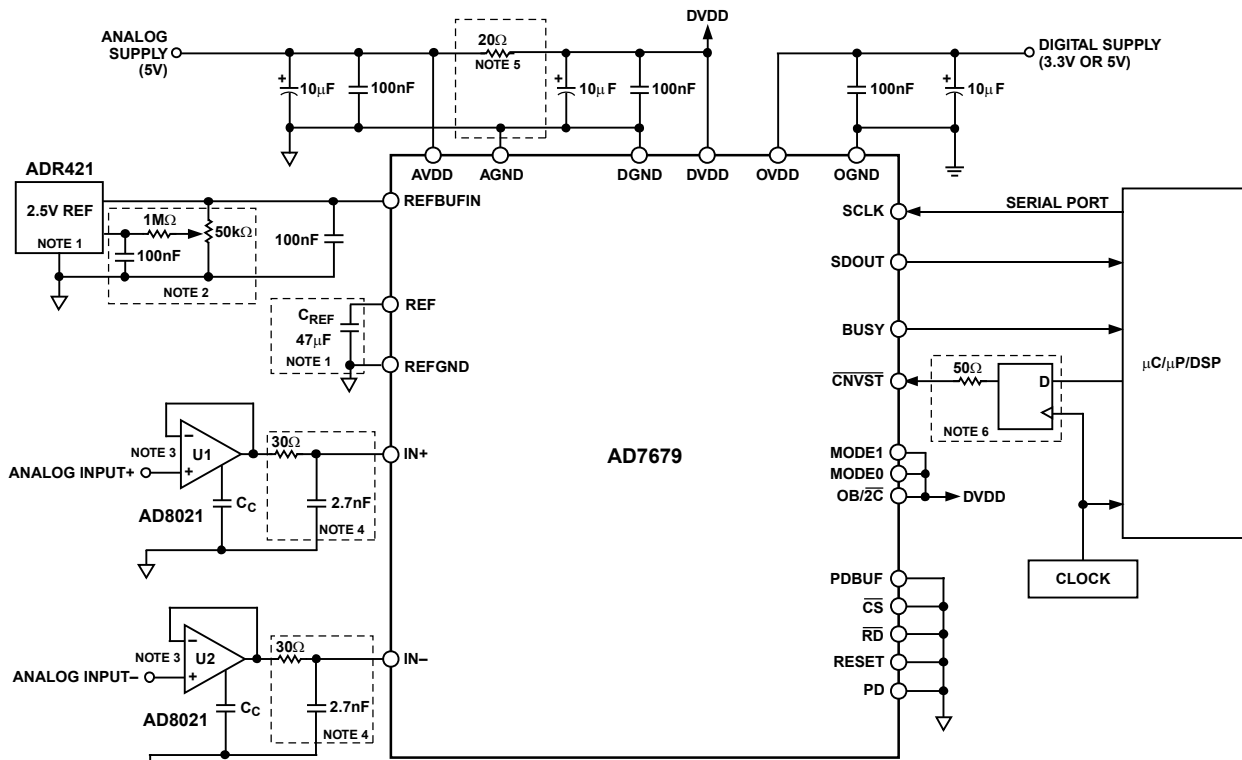 ANALOG
SUPPLY
(5V)
20Ω
NOTE 5
DVDD
DIGITAL SUPPLY
(3.3V OR 5V)
+
10μF
100nF
+
10μF
100nF
100nF
+
10μF
AVDD
AGND
DGND
DVDD
OVDD
OGND
ADR421
2.5V REF
NOTE 1
1MΩ
50kΩ
100nF
NOTE 2
100nF
REFBUFIN
CREF
47μF
NOTE 1
REF
REFGND
SCLK
SERIAL PORT
SDOUT
BUSY
CNVST
50Ω
D
NOTE 6
μC/μP/DSP
AD7679
NOTE 3
−
U1
+
ANALOG INPUT+
AD8021
CC
30Ω
2.7nF
NOTE 4
IN+
MODE1
MODE0
OB/2C
DVDD
CLOCK
NOTE 3
−
U2
+
ANALOG INPUT−
AD8021
CC
30Ω
2.7nF
NOTE 4
IN−
PDBUF
CS
RD
RESET
PD